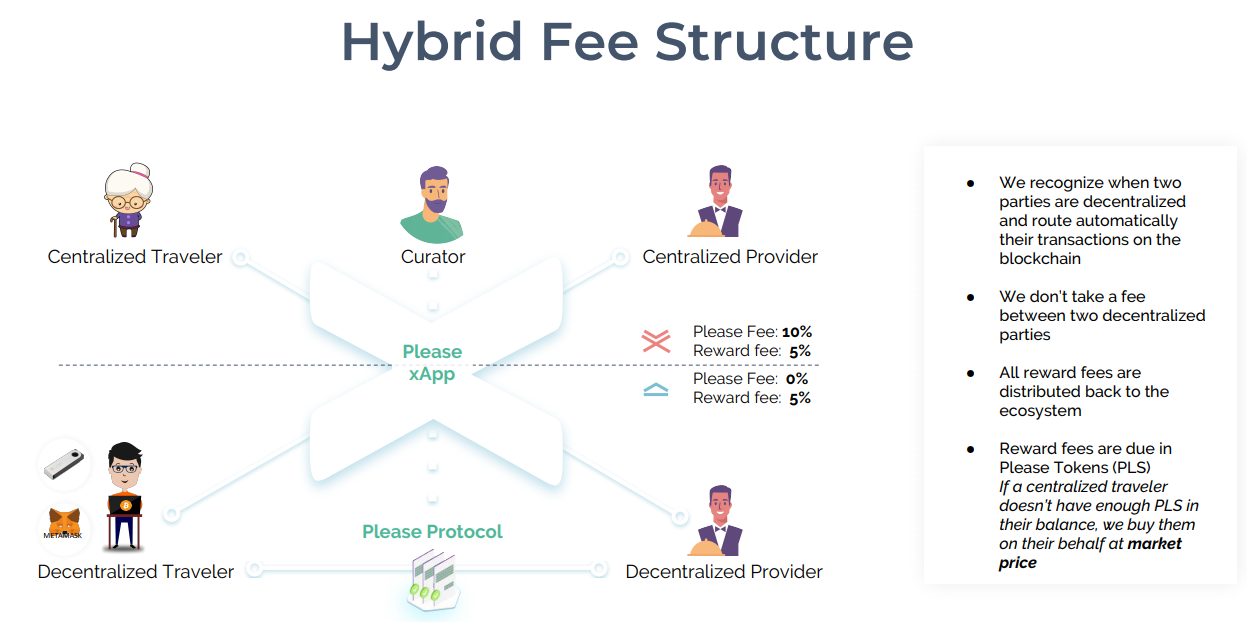 Hybrid Fee Structure
Centralized Traveler
Curator
Centralized Provider
Please
xApp
Please Fee: 10%
Reward fee: 5%
Please Fee: 0%
Reward fee: 5%
METAMASK
Please Protocol
Decentralized Traveler
Decentralized Provider
● We recognize when two
parties are decentralized
and route automatically
their transactions on the
blockchain
● We don't take a fee
between two decentralized
parties
● All reward fees are
distributed back to the
ecosystem
● Reward fees are due in
Please Tokens (PLS)
If a centralized traveler
doesn't have enough PLS in
their balance, we buy them
on their behalf at market
price